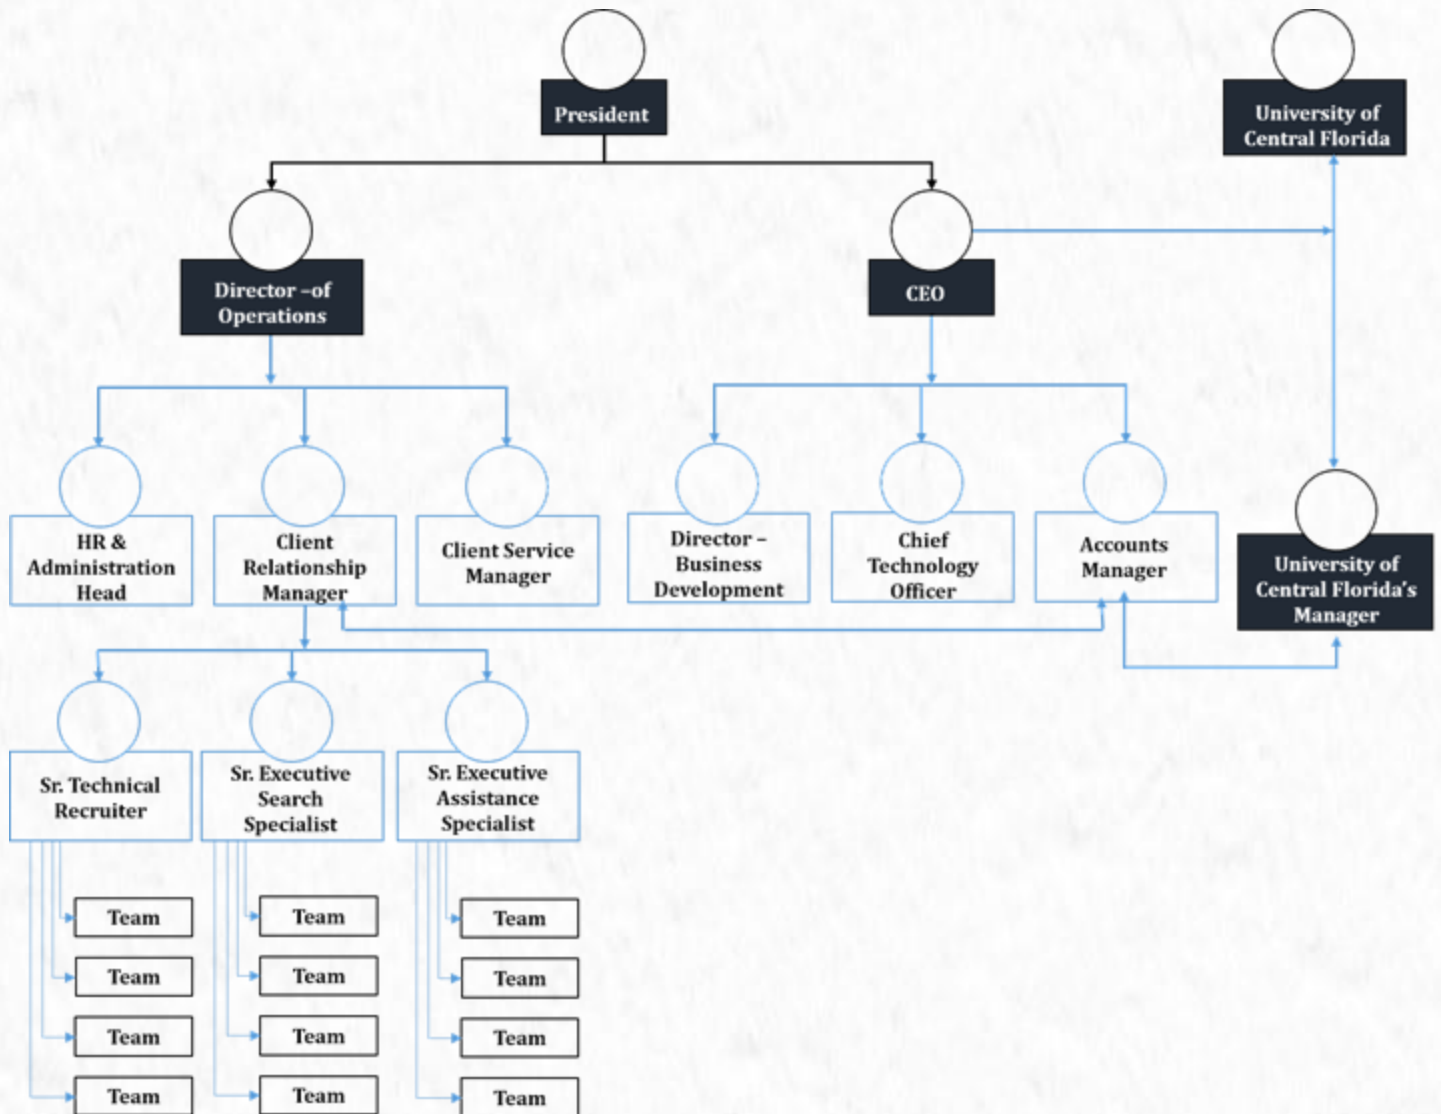 President
University of
Central Florida
Director –of
Operations
CEO
HR &
Administration
Head
Client
Relationship
Manager
Client Service
Manager
Director –
Business
Development
Chief
Technology
Officer
Accounts
Manager
University of
Central Florida's
Manager
Sr. Technical
Recruiter
Sr. Executive
Search
Specialist
Sr. Executive
Assistance
Specialist
Team
Team
Team
Team
Team
Team
Team
Team
Team
Team
Team
Team